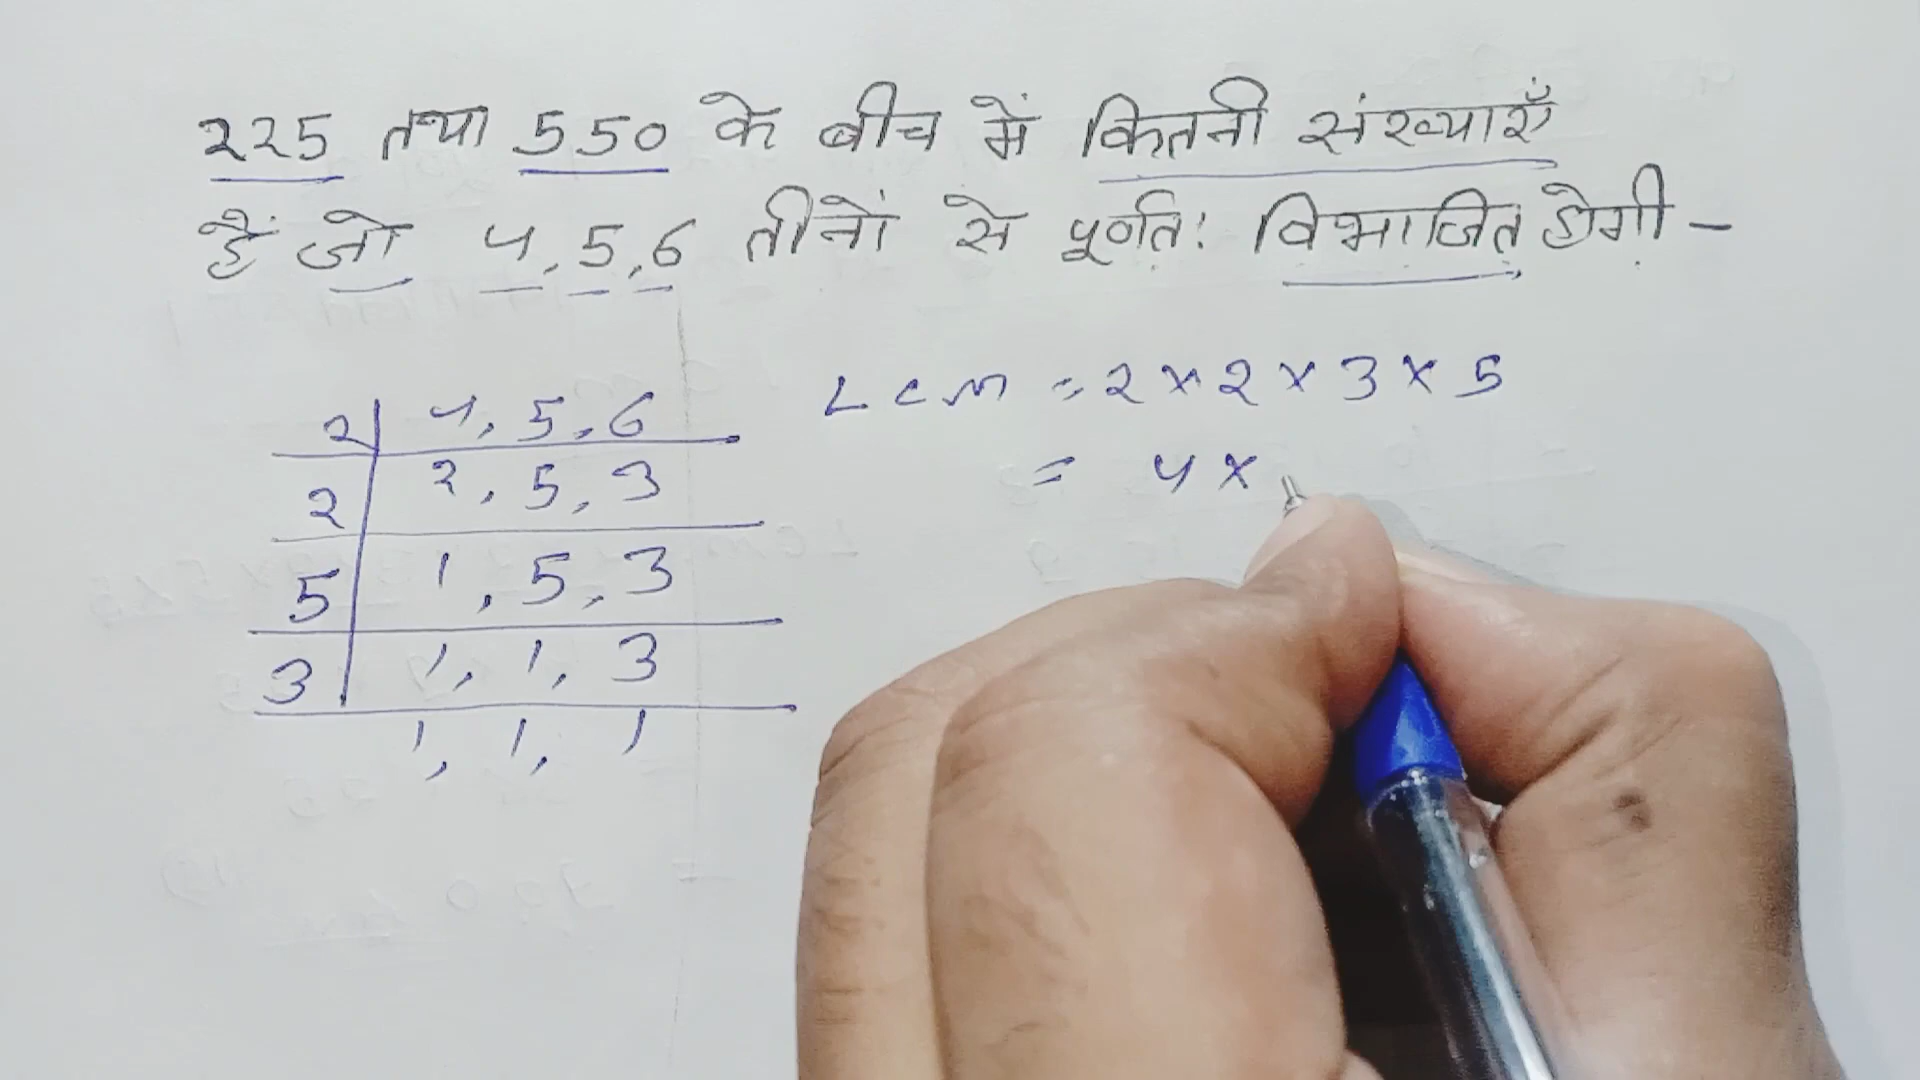 225 तथा 550 के बीच में कितनी संख्याएँ
हैं जो 4, 5, 6 तीनों से पूर्णत: विभाजित होगी -
2 | 4, 5, 6
2 | 2, 5, 3
5 | 1, 5, 3
3 | 1, 1, 3
1, 1, 1
LCM = 2 × 2 × 3 × 5
= 4 ×